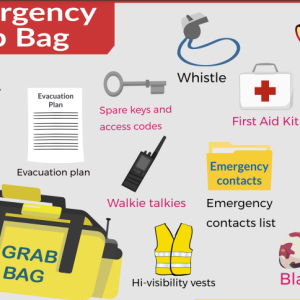 ergency
b Bag
Whistle
Evacuation
Plan
Spare keys and
access codes
First Aid Kit
Evacuation plan
Walkie talkies
Emergency
contacts
Emergency
contacts list
GRAB
BAG
Hi-visibility vests
Bla